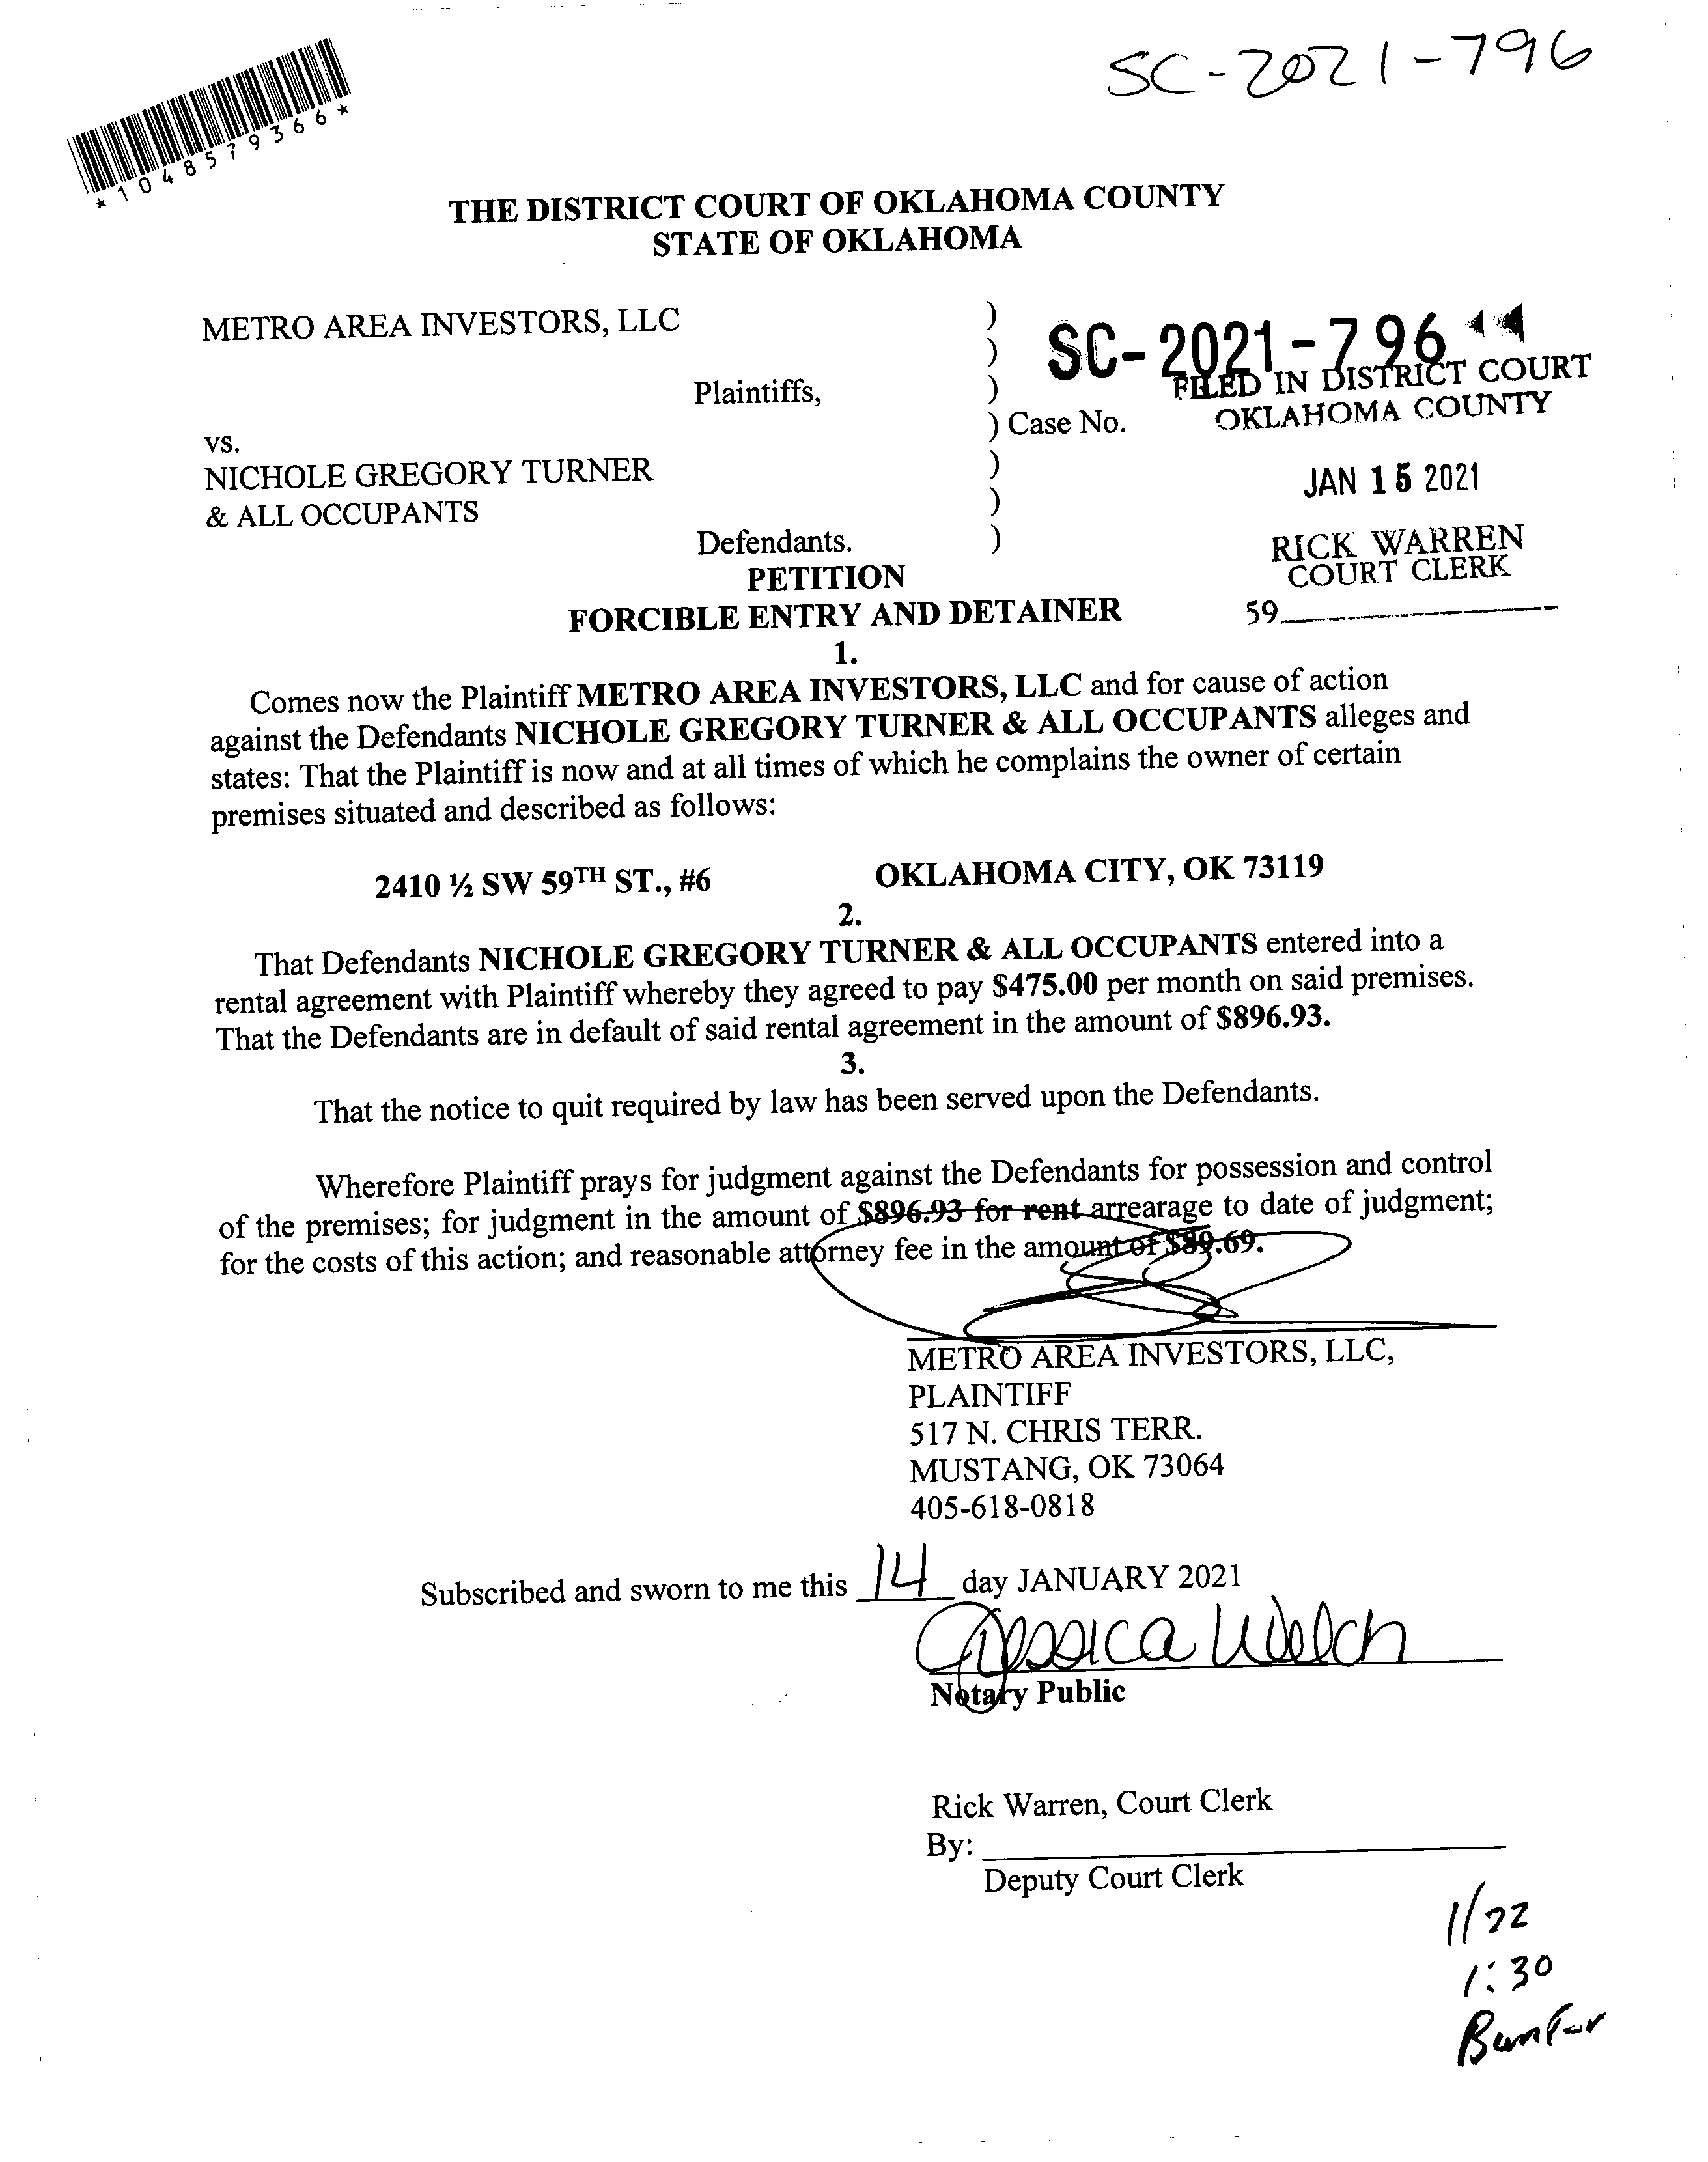 SC-2021-796
*1048579366*
THE DISTRICT COURT OF OKLAHOMA COUNTY
STATE OF OKLAHOMA
METRO AREA INVESTORS, LLC )
)
SC-2021-796
Plaintiffs, )
FILED IN DISTRICT COURT
OKLAHOMA COUNTY
) Case No.
vs.
NICHOLE GREGORY TURNER )
JAN 15 2021
& ALL OCCUPANTS )
Defendants. )
RICK WARREN
COURT CLERK
59
PETITION
FORCIBLE ENTRY AND DETAINER
1.
Comes now the Plaintiff METRO AREA INVESTORS, LLC and for cause of action
against the Defendants NICHOLE GREGORY TURNER & ALL OCCUPANTS alleges and
states: That the Plaintiff is now and at all times of which he complains the owner of certain
premises situated and described as follows:
2410 ½ SW 59TH ST., #6 OKLAHOMA CITY, OK 73119
2.
That Defendants NICHOLE GREGORY TURNER & ALL OCCUPANTS entered into a
rental agreement with Plaintiff whereby they agreed to pay $475.00 per month on said premises.
That the Defendants are in default of said rental agreement in the amount of $896.93.
3.
That the notice to quit required by law has been served upon the Defendants.
Wherefore Plaintiff prays for judgment against the Defendants for possession and control
of the premises; for judgment in the amount of $896.93 for rent arrearage to date of judgment;
for the costs of this action; and reasonable attorney fee in the amount of $89.69.
METRO AREA INVESTORS, LLC,
PLAINTIFF
517 N. CHRIS TERR.
MUSTANG, OK 73064
405-618-0818
Subscribed and sworn to me this 14 day JANUARY 2021
Jessica Welch
Notary Public
Rick Warren, Court Clerk
By:
Deputy Court Clerk
1/22
1:30